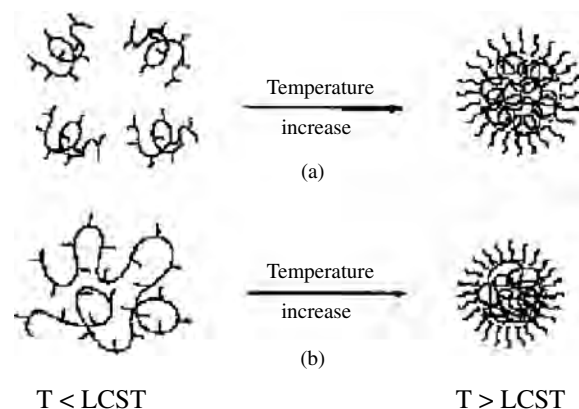 Temperature
increase
(a)
Temperature
increase
(b)
T < LCST
T > LCST